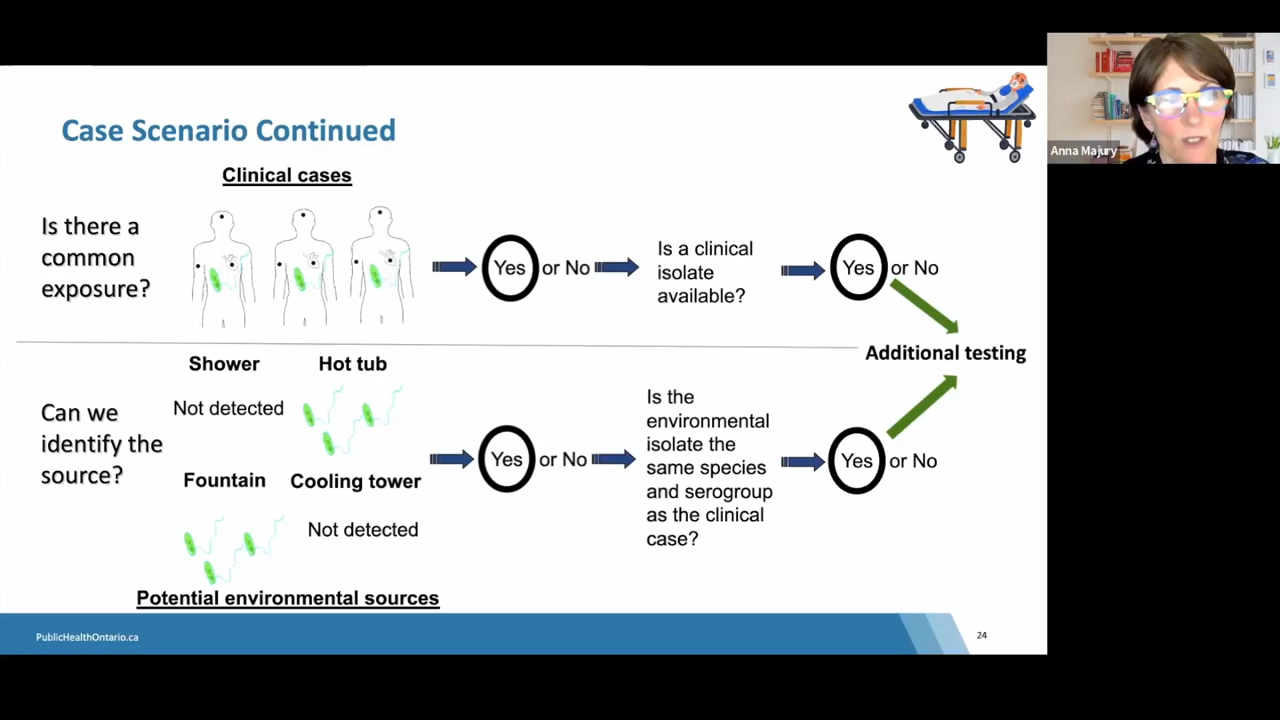 Case Scenario Continued
Anna Majury
Clinical cases
Is there a
common
exposure?
Yes or No
Is a clinical
isolate
available?
Yes or No
Additional testing
Shower
Hot tub
Can we
identify the
source?
Not detected
Fountain
Cooling tower
Not detected
Yes or No
Is the
environmental
isolate the
same species
and serogroup
as the clinical
case?
Yes or No
Potential environmental sources
PublicHealthOntario.ca
24